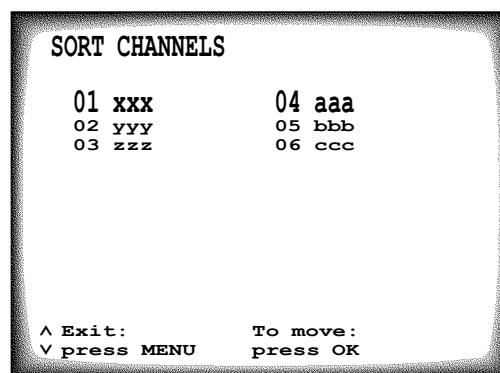 SORT CHANNELS
01 xxx 04 aaa
02 yyy 05 bbb
03 zzz 06 ccc
^ Exit: To move:
v press MENU press OK